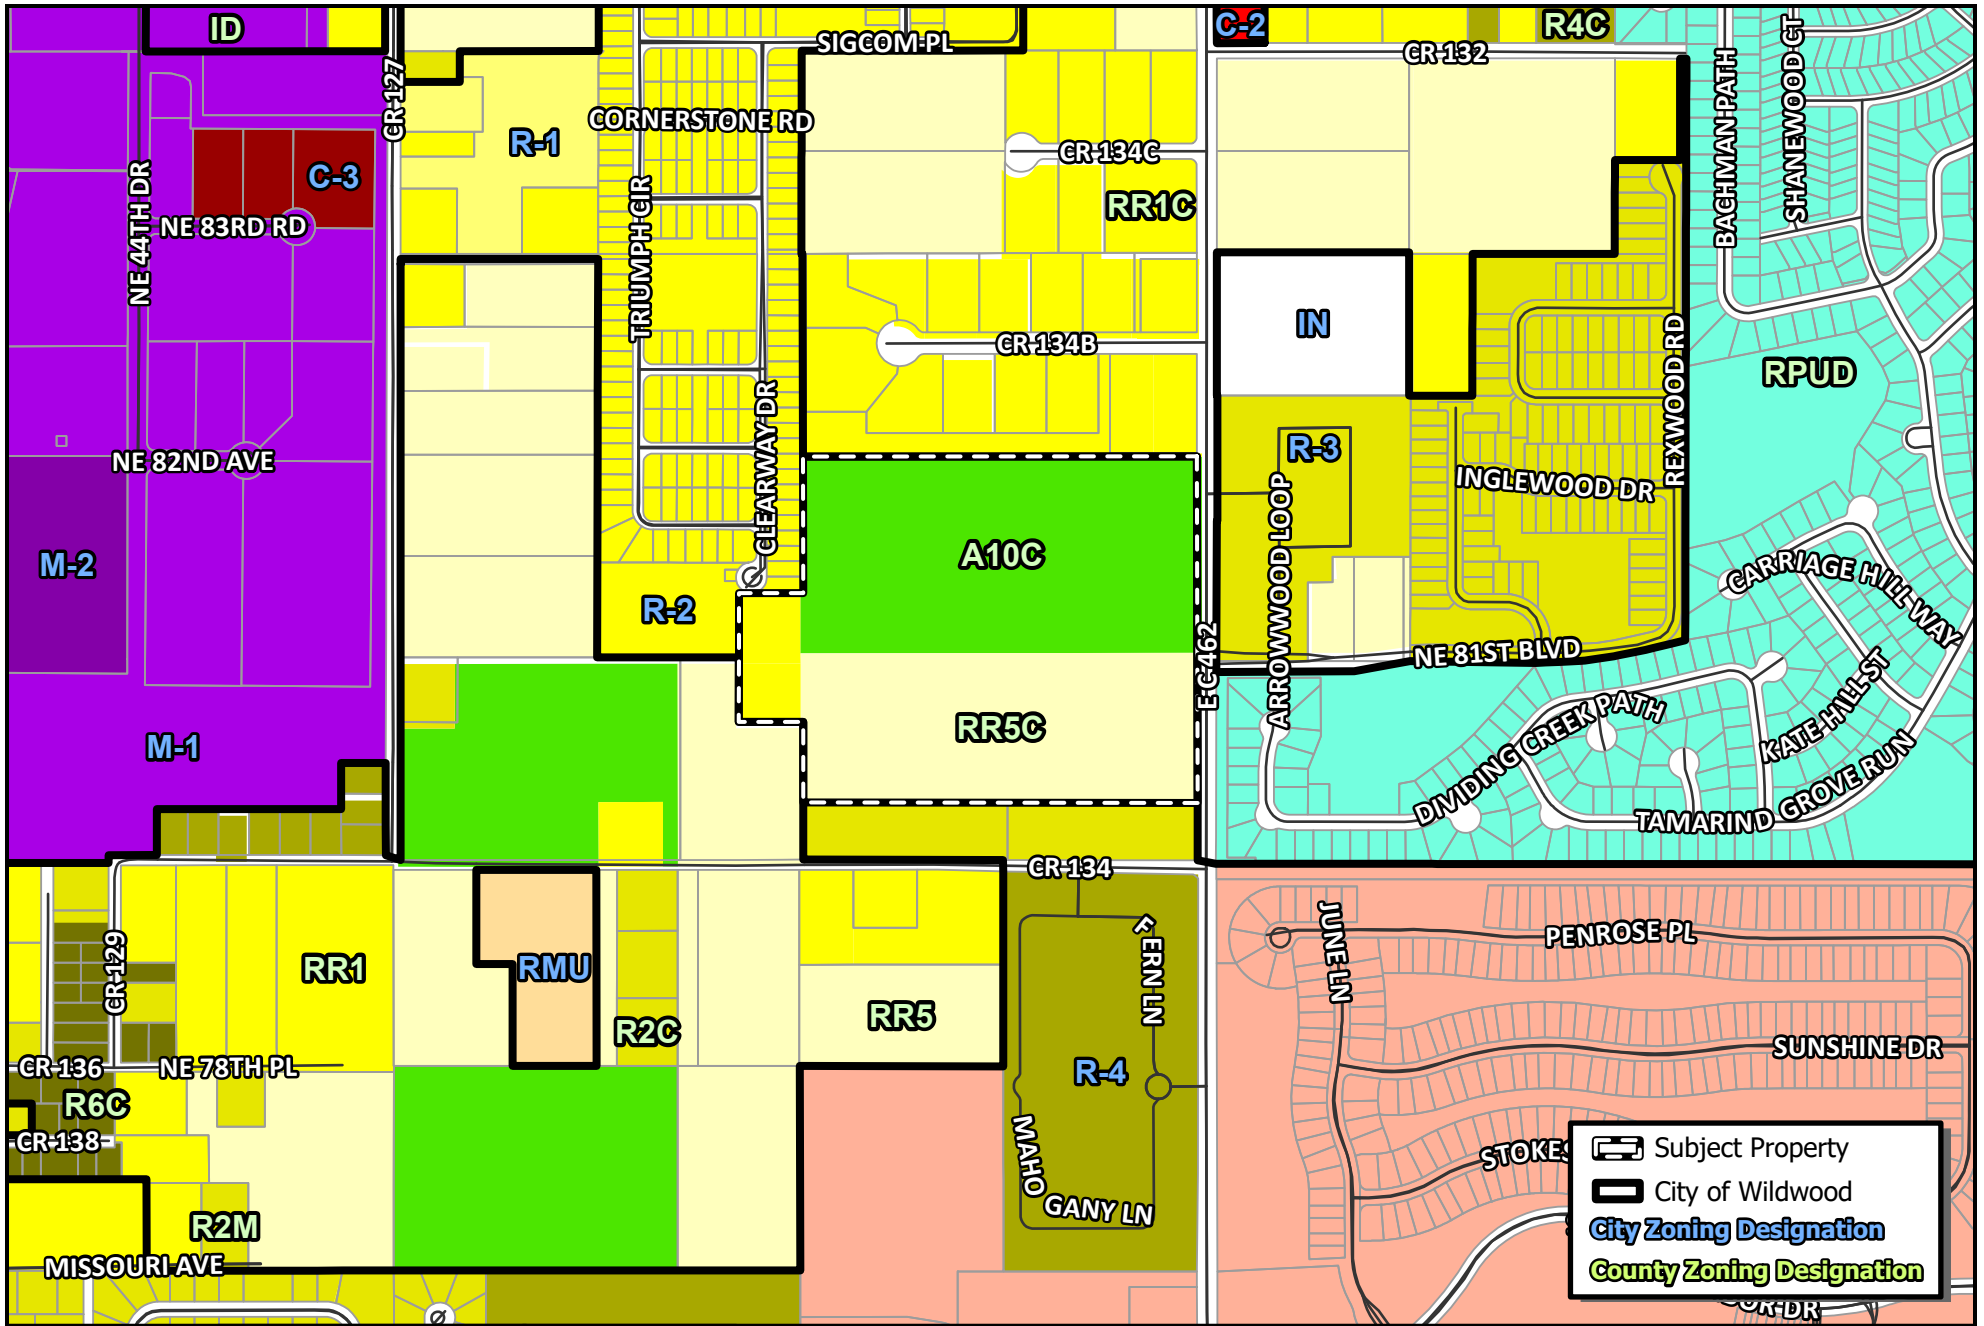 ID
C-2
R4C
SIGCOM PL
CR 132
CR 127
BACHMAN PATH
SHANEWOOD CT
CORNERSTONE RD
R-1
CR 134C
C-3
NE 44TH DR
NE 83RD RD
TRIUMPH CIR
RR1C
IN
CR 134B
REXWOOD RD
RPUD
CLEARWAY DR
NE 82ND AVE
R-3
INGLEWOOD DR
ARROWWOOD LOOP
M-2
A10C
R-2
CARRIAGE HILL WAY
E C-462
NE 81ST BLVD
M-1
RR5C
DIVIDING CREEK PATH
KATE HILL ST
TAMARIND GROVE RUN
CR 134
CR 129
RR1
RMU
R2C
RR5
FERN LN
JUNE LN
PENROSE PL
SUNSHINE DR
CR 136
NE 78TH PL
R-4
R6C
CR 138
MAHOGANY LN
STOKES
R2M
MISSOURI AVE
Subject Property
City of Wildwood
City Zoning Designation
County Zoning Designation
DR